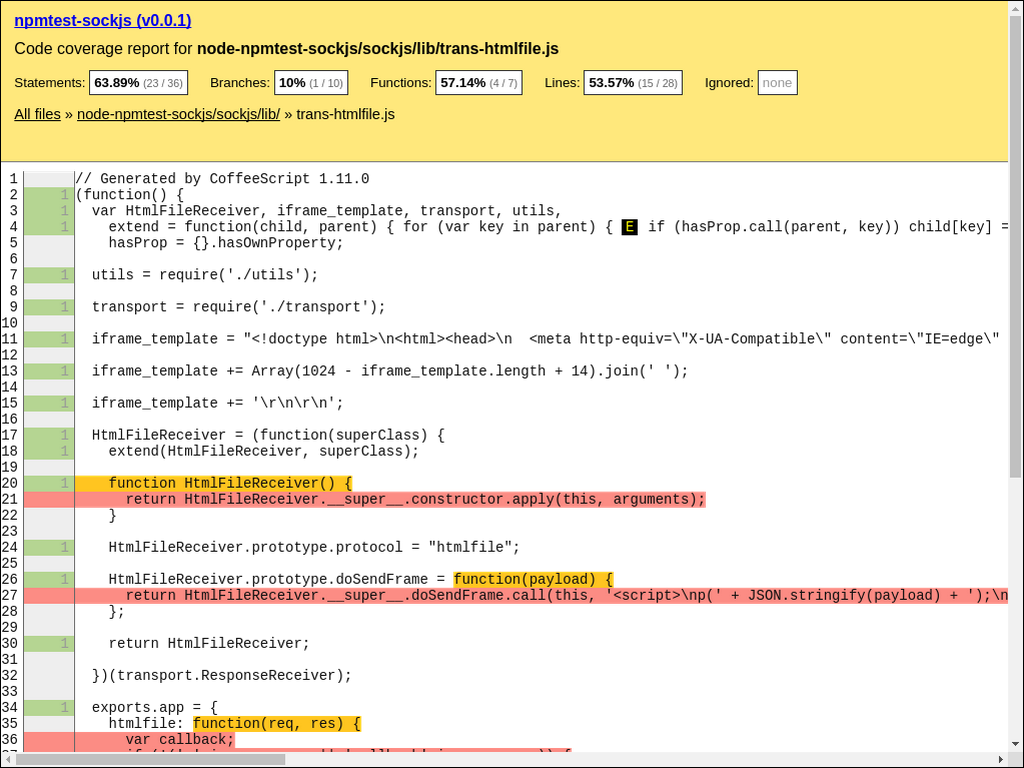 npmtest-sockjs (v0.0.1)
Code coverage report for node-npmtest-sockjs/sockjs/lib/trans-htmlfile.js
Statements: 63.89% (23 / 36) Branches: 10% (1 / 10) Functions: 57.14% (4 / 7) Lines: 53.57% (15 / 28) Ignored: none
All files » node-npmtest-sockjs/sockjs/lib/ » trans-htmlfile.js
1 // Generated by CoffeeScript 1.11.0
2 1 (function() {
3 1 var HtmlFileReceiver, iframe_template, transport, utils,
4 1 extend = function(child, parent) { for (var key in parent) { E if (hasProp.call(parent, key)) child[key] =
5 hasProp = {}.hasOwnProperty;
6
7 1 utils = require('./utils');
8
9 1 transport = require('./transport');
10
11 1 iframe_template = "<!doctype html>\n<html><head>\n  <meta http-equiv=\"X-UA-Compatible\" content=\"IE=edge\"
12
13 1 iframe_template += Array(1024 - iframe_template.length + 14).join(' ');
14
15 1 iframe_template += '\r\n\r\n';
16
17 1 HtmlFileReceiver = (function(superClass) {
18 1 extend(HtmlFileReceiver, superClass);
19
20 1 function HtmlFileReceiver() {
21 return HtmlFileReceiver.__super__.constructor.apply(this, arguments);
22 }
23
24 1 HtmlFileReceiver.prototype.protocol = "htmlfile";
25
26 1 HtmlFileReceiver.prototype.doSendFrame = function(payload) {
27 return HtmlFileReceiver.__super__.doSendFrame.call(this, '<script>\np(' + JSON.stringify(payload) + ');\n
28 };
29
30 1 return HtmlFileReceiver;
31
32 })(transport.ResponseReceiver);
33
34 1 exports.app = {
35 htmlfile: function(req, res) {
36 var callback;